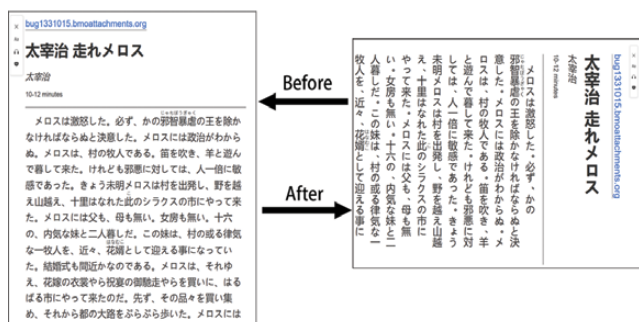 bug1331015.bmoattachments.org
太宰治 走れメロス
太宰治
10-12 minutes
じゃちぼうぎゃく
メロスは激怒した。必ず、かの邪智暴虐の王を除か
なければならぬと決意した。メロスには政治がわから
ぬ。メロスは、村の牧人である。笛を吹き、羊と遊ん
で暮して来た。けれども邪悪に対しては、人一倍に敏
感であった。きょう未明メロスは村を出発し、野を越
え山越え、十里はなれた此のシラクスの市にやって来
た。メロスには父も、母も無い。女房も無い。十六
の、内気な妹と二人暮しだ。この妹は、村の或る律気
はなむこ
な一牧人を、近々、花婿として迎える事になってい
た。結婚式も間近かなのである。メロスは、それゆ
え、花嫁の衣裳やら祝宴の御馳走やらを買いに、はる
ばる市にやって来たのだ。先ず、その品々を買い集
め、それから都の大路をぶらぶら歩いた。メロスには
Before
After
bug1331015.bmoattachments.org
太宰治 走れメロス
太宰治
10-12 minutes
メロスは激怒した。必ず、かの
じゃちぼうぎゃく
邪智暴虐の王を除かなければならぬと決
意した。メロスには政治がわからぬ。メ
ロスは、村の牧人である。笛を吹き、羊
と遊んで暮して来た。けれども邪悪に対
しては、人一倍に敏感であった。きょう
未明メロスは村を出発し、野を越え山越
え、十里はなれた此のシラクスの市に
やって来た。メロスには父も、母も無
い。女房も無い。十六の、内気な妹と二
人暮しだ。この妹は、村の或る律気な一
牧人を、近々、花婿として迎える事に